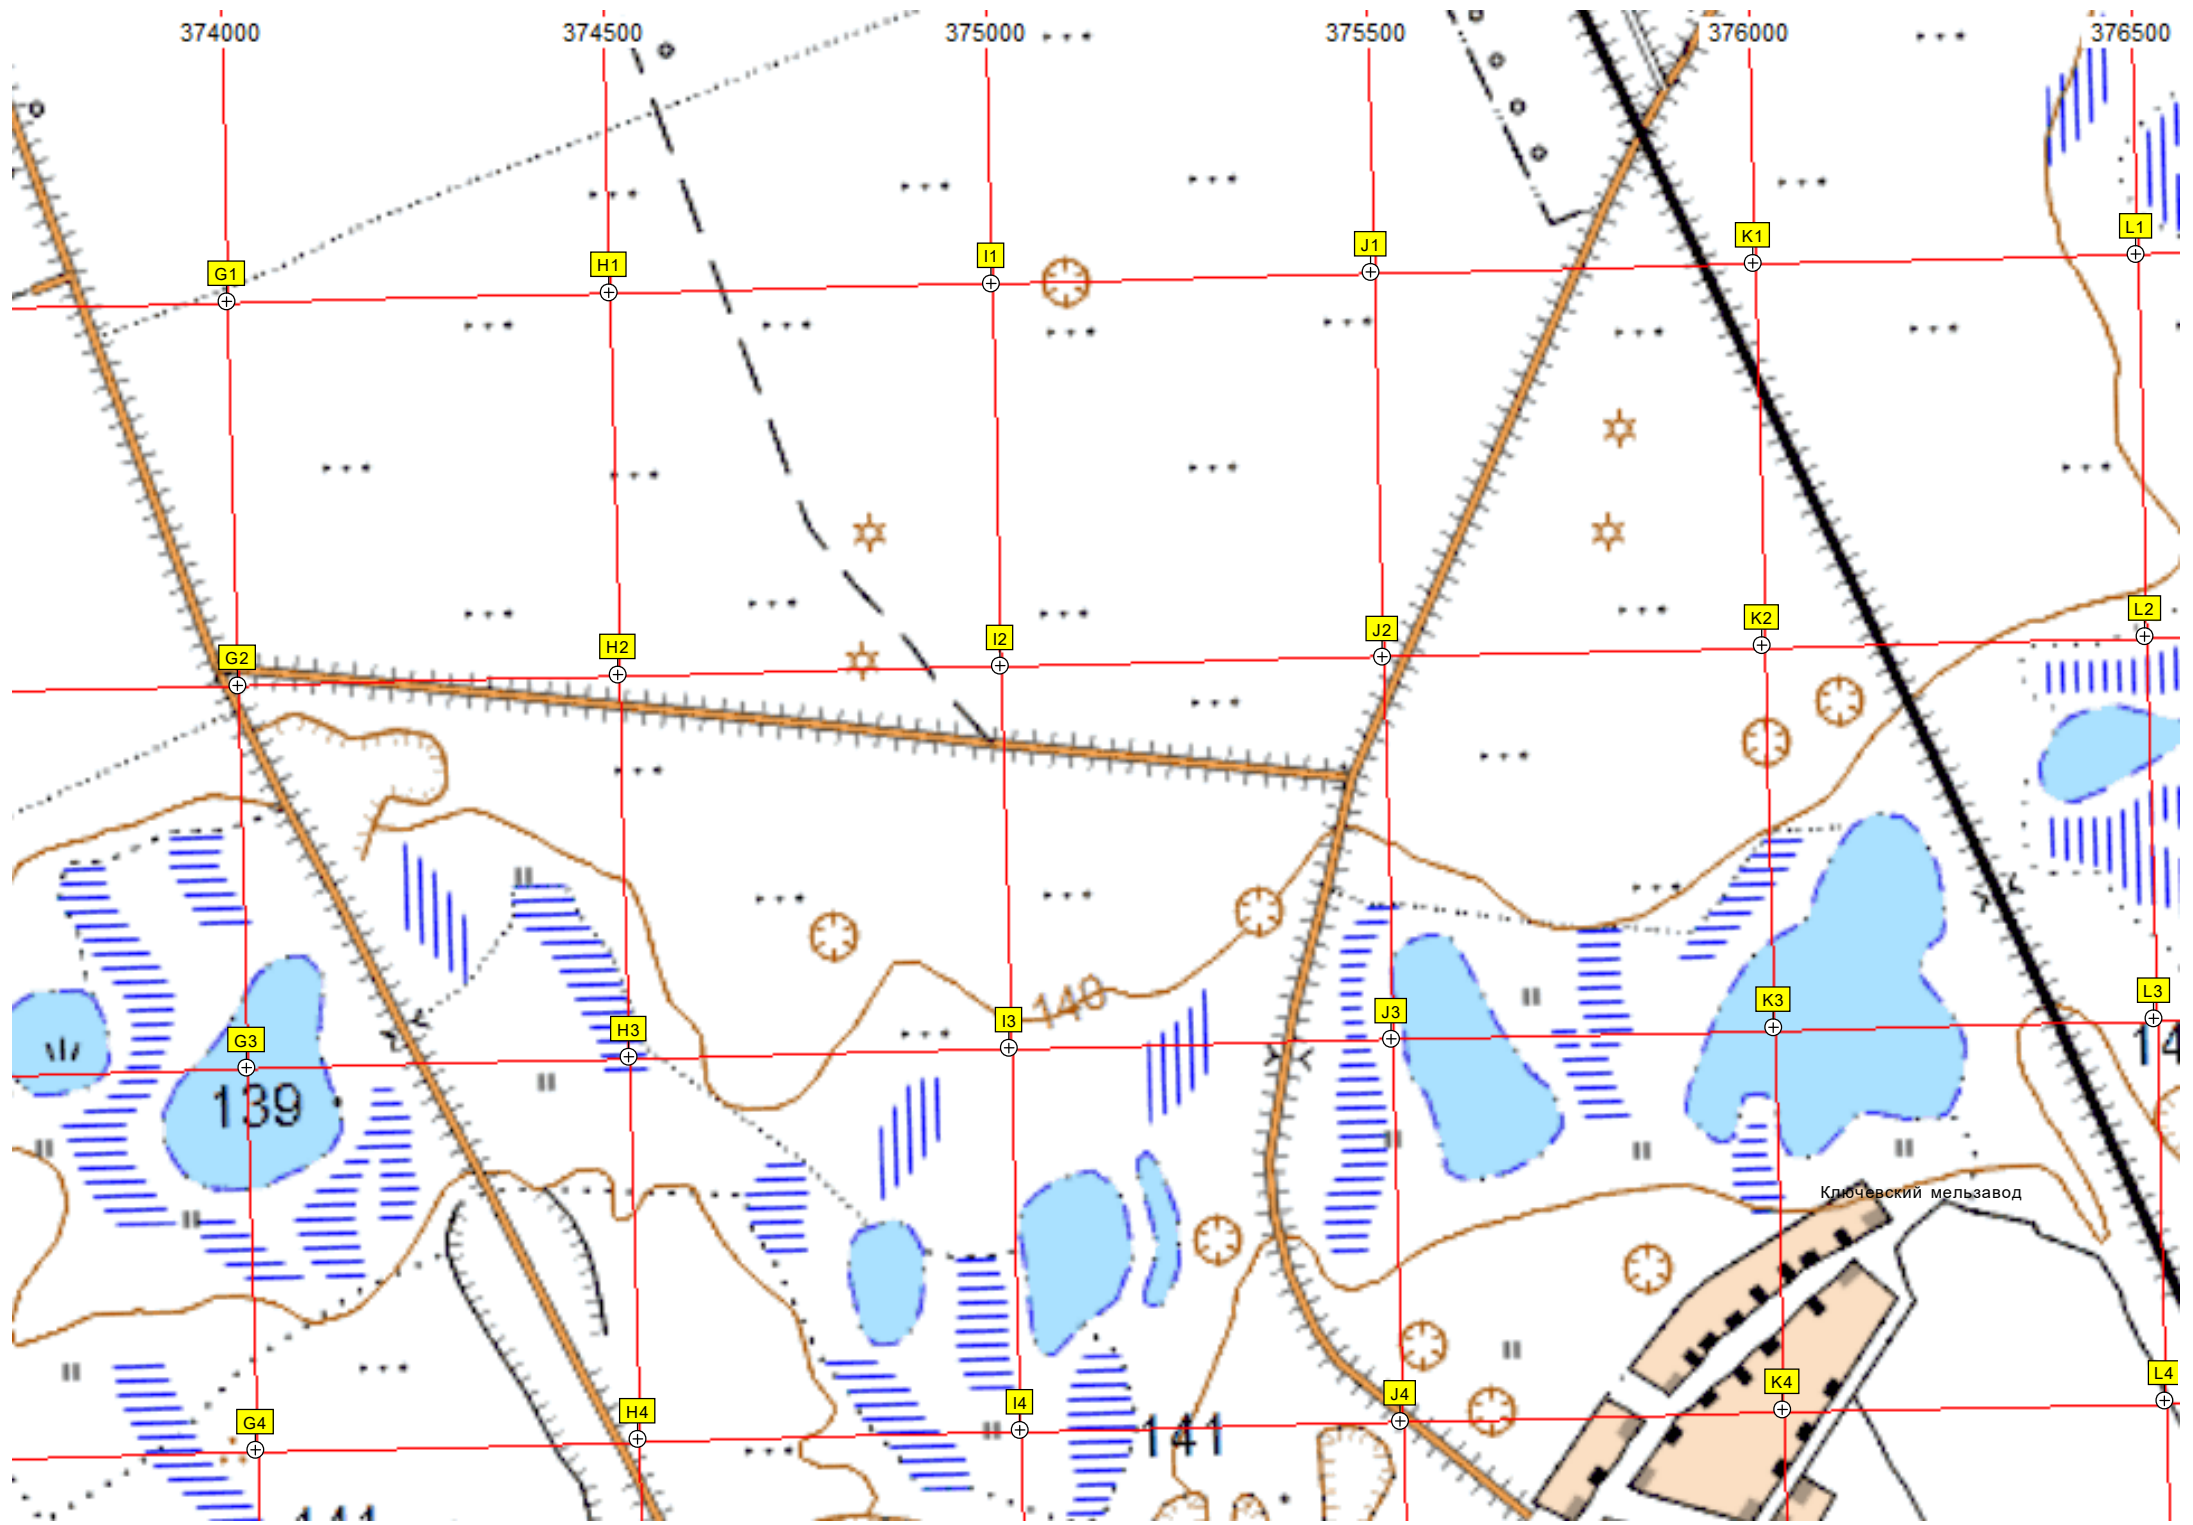 374000 374500 375000 375500 376000 376500
G1 H1 I1 J1 K1 L1
G2 H2 I2 J2 K2 L2
140
G3 H3 I3 J3 K3 L3
139
Ключевский мельзавод
G4 H4 I4 J4 K4 L4
141